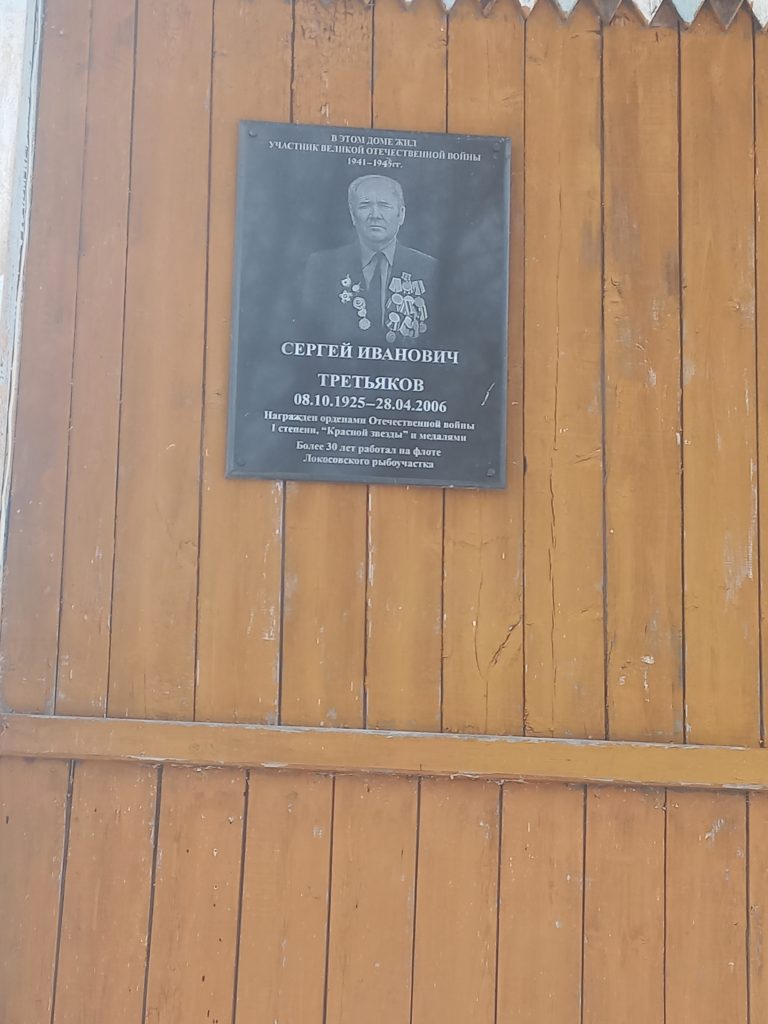 В ЭТОМ ДОМЕ ЖИЛ
УЧАСТНИК ВЕЛИКОЙ ОТЕЧЕСТВЕННОЙ ВОЙНЫ
1941–1945гг.
СЕРГЕЙ ИВАНОВИЧ
ТРЕТЬЯКОВ
08.10.1925–28.04.2006
Награжден орденами Отечественной войны
I степени, "Красной звезды" и медалями
Более 30 лет работал на флоте
Локосовского рыбоучастка